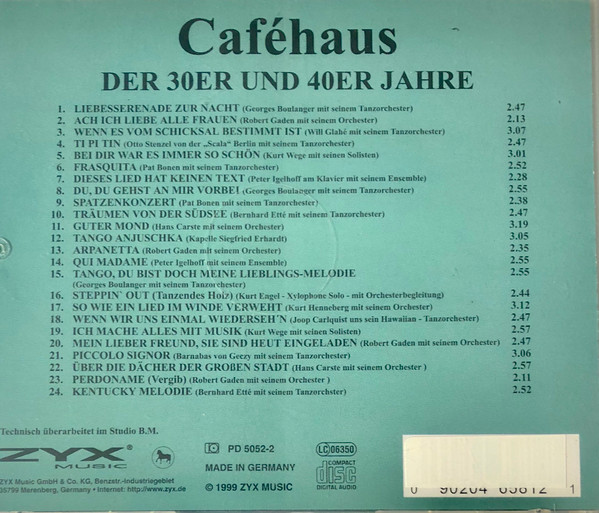 Caféhaus
DER 30ER UND 40ER JAHRE
1. LIEBESSERENADE ZUR NACHT (Georges Boulanger mit seinem Tanzorchester) 2.47
2. ACH ICH LIEBE ALLE FRAUEN (Robert Gaden mit seinem Orchester) 2.13
3. WENN ES VOM SCHICKSAL BESTIMMT IST (Will Glahé mit seinem Tanzorchester) 3.07
4. TI PI TIN (Otto Stenzel von der „Scala" Berlin mit seinem Tanzorchester) 2.47
5. BEI DIR WAR ES IMMER SO SCHÖN (Kurt Wege mit seinen Solisten) 3.01
6. FRASQUITA (Pat Bonen mit seinem Tanzorchester) 2.52
7. DIESES LIED HAT KEINEN TEXT (Peter Igelhoff am Klavier mit seinem Ensemble) 2.28
8. DU, DU GEHST AN MIR VORBEI (Georges Boulanger mit seinem Tanzorchester) 2.55
9. SPATZENKONZERT (Pat Bonen mit seinem Tanzorchester) 2.38
10. TRÄUMEN VON DER SÜDSEE (Bernhard Etté mit seinem Tanzorchester) 2.47
11. GUTER MOND (Hans Carste mit seinem Orchester) 3.19
12. TANGO ANJUSCHKA (Kapelle Siegfried Erhardt) 3.05
13. ARPANETTA (Robert Gaden mit seinem Orchester) 2.35
14. QUI MADAME (Peter Igelhoff mit seinem Ensemble) 2.55
15. TANGO, DU BIST DOCH MEINE LIEBLINGS-MELODIE 2.55
(Georges Boulanger mit seinem Tanzorchester)
16. STEPPIN` OUT (Tanzendes Holz) (Kurt Engel - Xylophone Solo - mit Orchesterbegleitung) 2.44
17. SO WIE EIN LIED IM WINDE VERWEHT (Kurt Henneberg mit seinem Orchester) 3.12
18. WENN WIR UNS EINMAL WIEDERSEH´N (Joop Carlquist uns sein Hawaiian - Tanzorchester) 2.47
19. ICH MACHE ALLES MIT MUSIK (Kurt Wege mit seinen Solisten) 2.57
20. MEIN LIEBER FREUND, SIE SIND HEUT EINGELADEN (Robert Gaden mit seinem Orchester) 2.47
21. PICCOLO SIGNOR (Barnabas von Geczy mit seinem Tanzorchester) 3.06
22. ÜBER DIE DÄCHER DER GROßEN STADT (Hans Carste mit seinem Orchester) 2.57
23. PERDONAME (Vergib) (Robert Gaden mit seinem Orchester) 2.11
24. KENTUCKY MELODIE (Bernhard Etté mit seinem Tanzorchster) 2.52
Technisch überarbeitet im Studio B.M.
ZYX
MUSIC
ZYX Music GmbH & Co. KG, Benzstr.-Industriegebiet
35799 Merenberg, Germany • Internet: http://www.zyx.de
PD 5052-2
MADE IN GERMANY
© 1999 ZYX MUSIC
LC 06350
COMPACT
disc
DIGITAL AUDIO
0 90204 65812 1